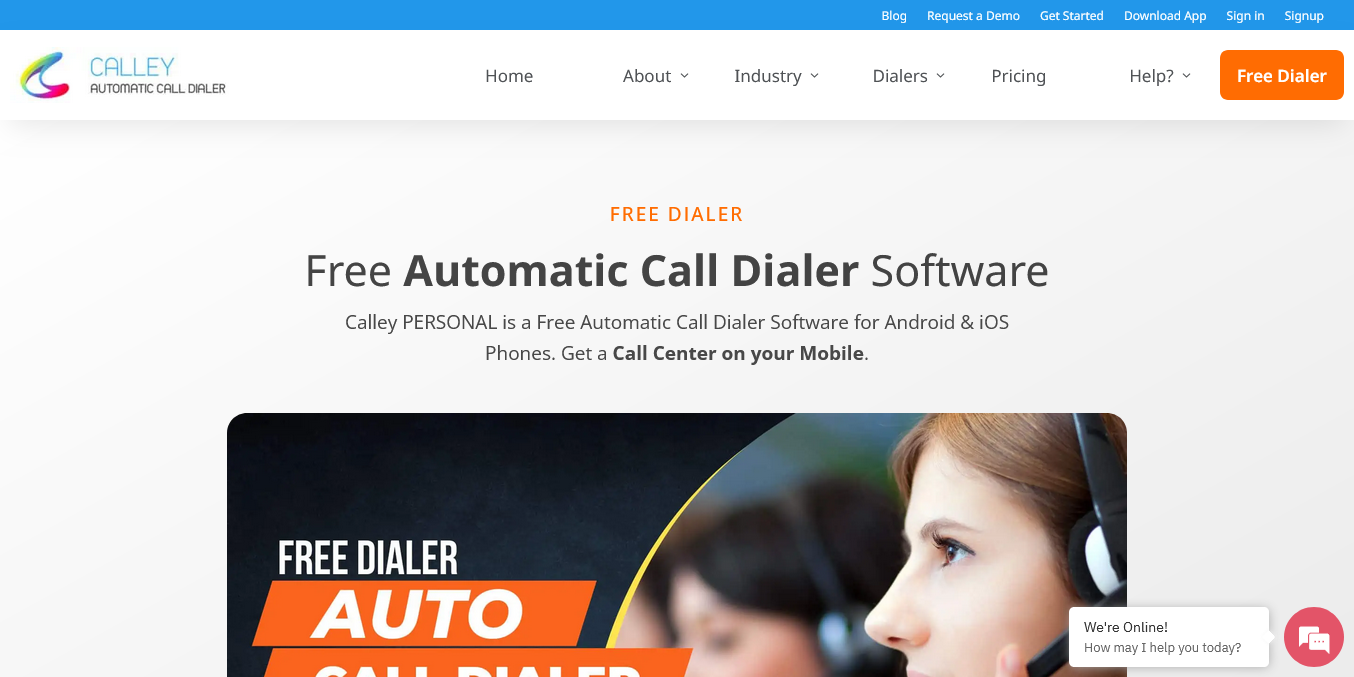 Blog Request a Demo Get Started Download App Sign in Signup
CALLEY
AUTOMATIC CALL DIALER
Home About Industry Dialers Pricing Help? Free Dialer
FREE DIALER
Free Automatic Call Dialer Software
Calley PERSONAL is a Free Automatic Call Dialer Software for Android & iOS
Phones. Get a Call Center on your Mobile.
FREE DIALER
AUTO
CALL DIALER
We're Online!
How may I help you today?